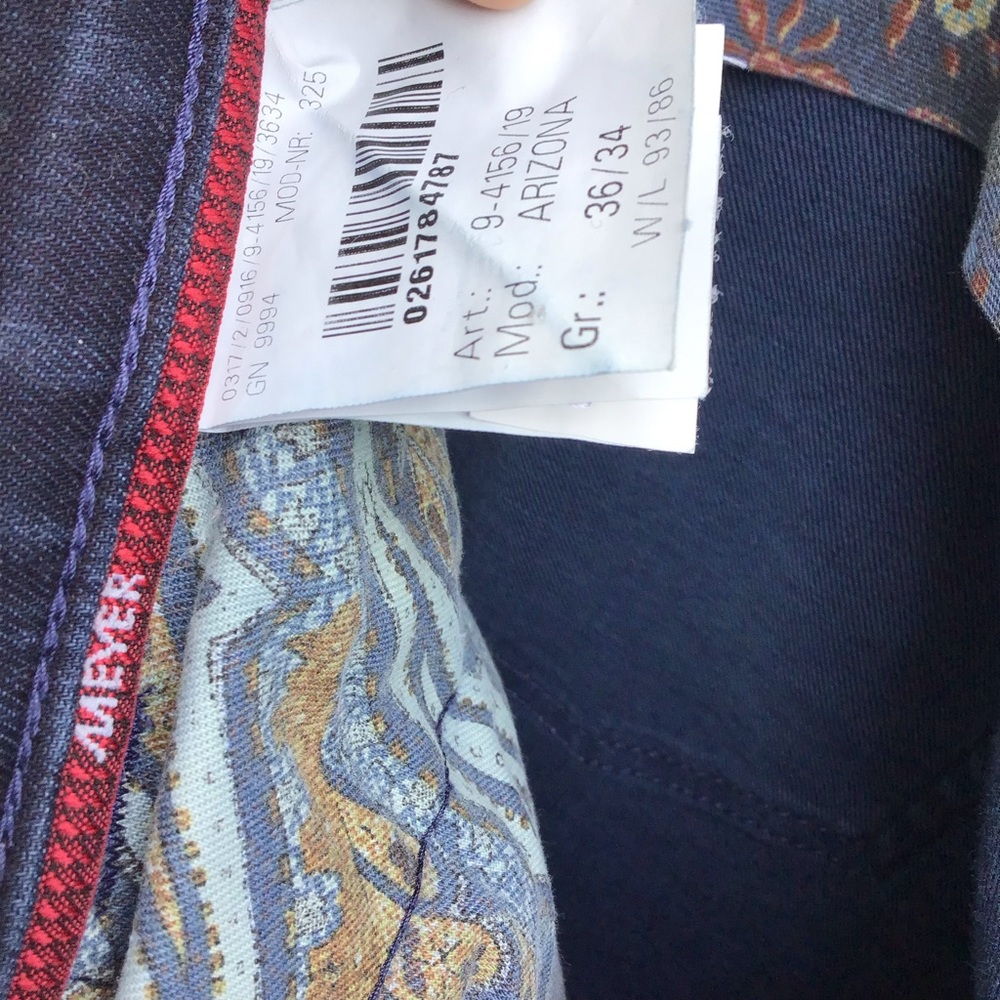 0317/2/0916/9-4156/19/3634
GN 9994 MOD-NR: 325
0261784787
Art.: 9-4156/19
Mod.: ARIZONA
Gr.: 36/34
W/L 93/86
MEYER